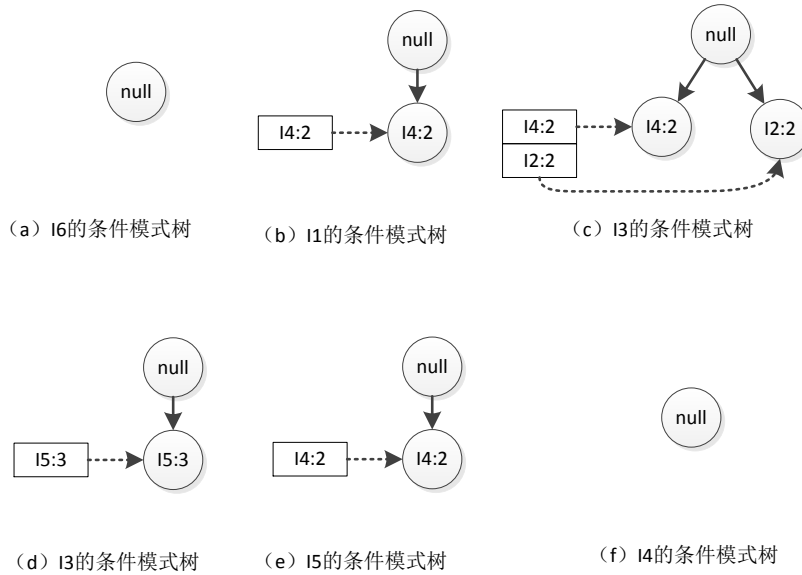 null
null
null
I4:2
I4:2
I4:2
I2:2
I4:2
I2:2
（a）I6的条件模式树
（b）I1的条件模式树
（c）I3的条件模式树
null
null
null
I5:3
I5:3
I4:2
I4:2
（d）I3的条件模式树
（e）I5的条件模式树
（f）I4的条件模式树